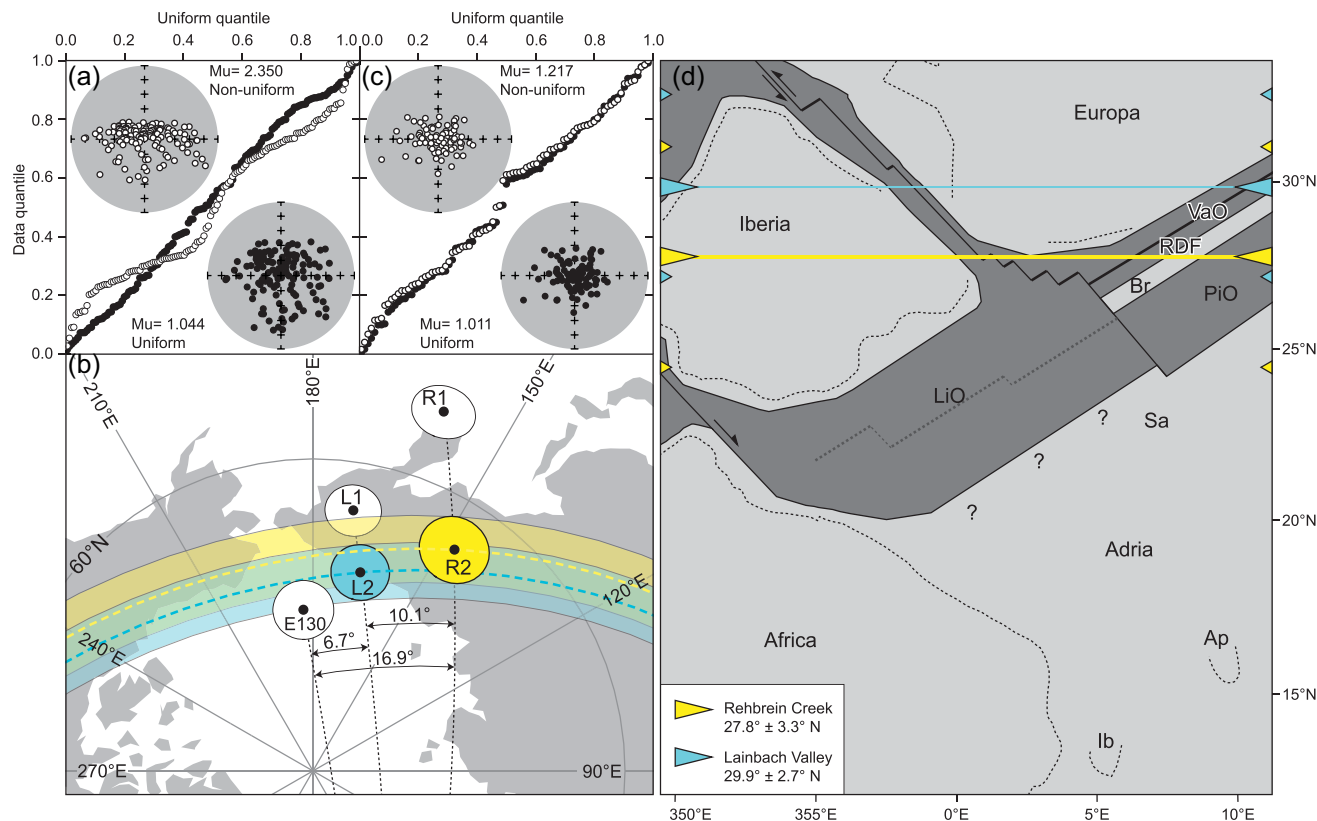 Uniform quantile
Uniform quantile
0.0 0.2 0.4 0.6 0.8 1.0
0.0 0.2 0.4 0.6 0.8 1.0
Data quantile
1.0
0.8
0.6
0.4
0.2
0.0
(a)
Mu= 2.350
Non-uniform
Mu= 1.044
Uniform
(c)
Mu= 1.217
Non-uniform
Mu= 1.011
Uniform
(b)
210°E
180°E
150°E
R1
L1
60°N
R2
L2
E130
120°E
10.1°
6.7°
16.9°
240°E
270°E
90°E
(d)
Europa
Iberia
VaO
RDF
Br
PiO
LiO
?
Sa
?
?
Adria
Africa
Ap
Ib
Rehbrein Creek
27.8° ± 3.3° N
Lainbach Valley
29.9° ± 2.7° N
30°N
25°N
20°N
15°N
350°E 355°E 0°E 5°E 10°E